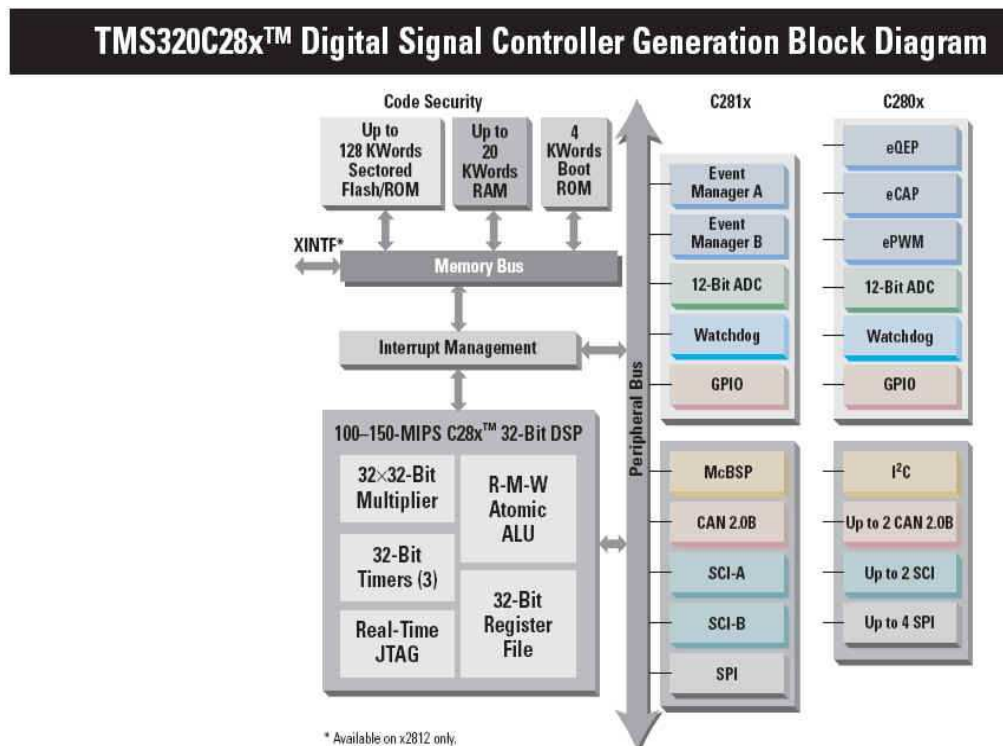 TMS320C28x™ Digital Signal Controller Generation Block Diagram
Code Security
Up to
128 KWords
Sectored
Flash/ROM
Up to
20
KWords
RAM
4
KWords
Boot
ROM
XINTF*
Memory Bus
Interrupt Management
100–150-MIPS C28x™ 32-Bit DSP
32×32-Bit
Multiplier
R-M-W
Atomic
ALU
32-Bit
Timers (3)
32-Bit
Register
File
Real-Time
JTAG
* Available on x2812 only.
Peripheral Bus
C281x
Event
Manager A
Event
Manager B
12-Bit ADC
Watchdog
GPIO
McBSP
CAN 2.0B
SCI-A
SCI-B
SPI
C280x
eQEP
eCAP
ePWM
12-Bit ADC
Watchdog
GPIO
I²C
Up to 2 CAN 2.0B
Up to 2 SCI
Up to 4 SPI